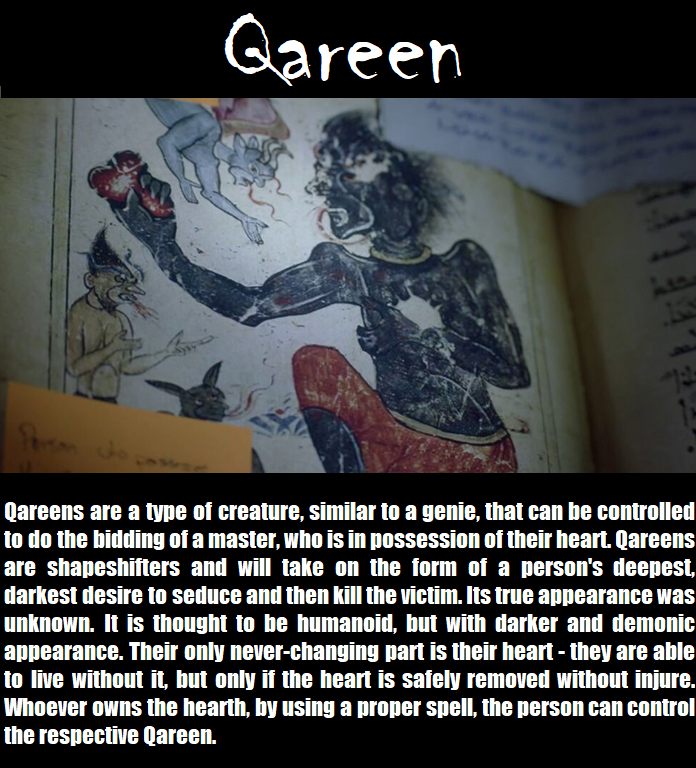 Qareen
Qareens are a type of creature, similar to a genie, that can be controlled
to do the bidding of a master, who is in possession of their heart. Qareens
are shapeshifters and will take on the form of a person's deepest,
darkest desire to seduce and then kill the victim. Its true appearance was
unknown. It is thought to be humanoid, but with darker and demonic
appearance. Their only never-changing part is their heart - they are able
to live without it, but only if the heart is safely removed without injure.
Whoever owns the hearth, by using a proper spell, the person can control
the respective Qareen.